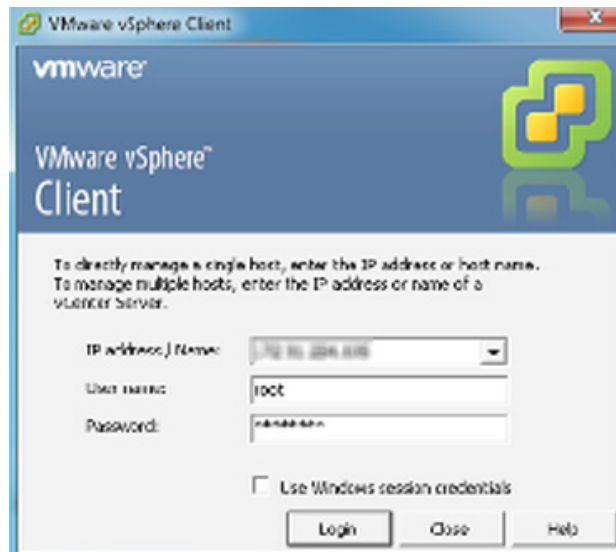 VMware vSphere Client
vmware
VMware vSphere™
Client
To directly manage a single host, enter the IP address or host name.
To manage multiple hosts, enter the IP address or name of a
vCenter Server.
IP address / Name:
User name: root
Password: ********
Use Windows session credentials
Login Close Help